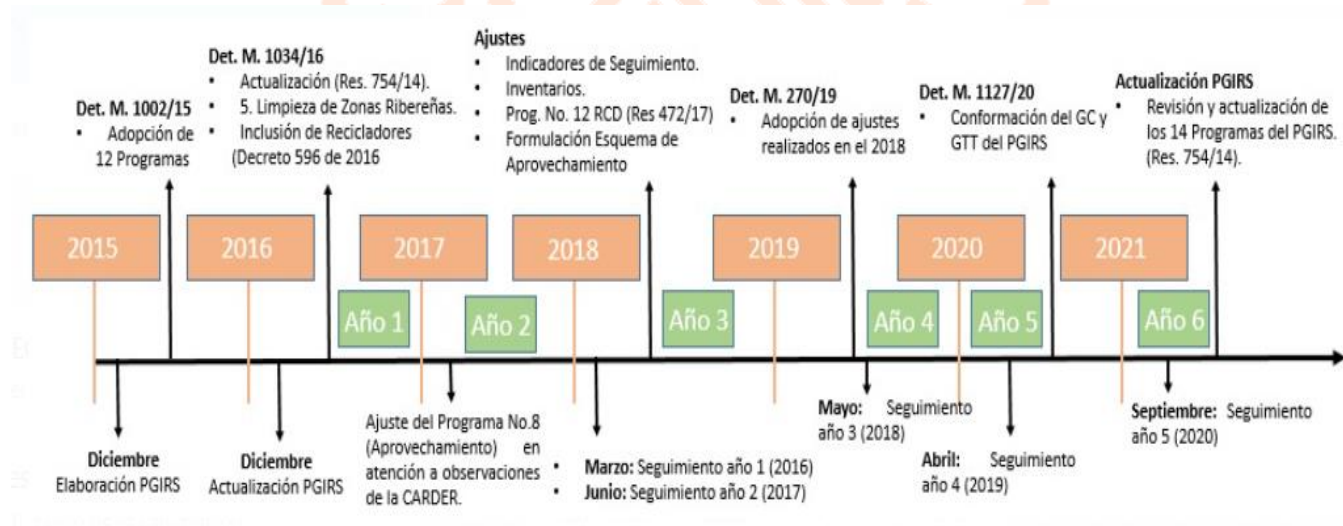 Det. M. 1002/15
• Adopción de
12 Programas
Det. M. 1034/16
• Actualización (Res. 754/14).
• 5. Limpieza de Zonas Ribereñas.
• Inclusión de Recicladores
(Decreto 596 de 2016
Ajustes
• Indicadores de Seguimiento.
• Inventarios.
• Prog. No. 12 RCD (Res 472/17)
• Formulación Esquema de
Aprovechamiento
Det. M. 270/19
• Adopción de ajustes
realizados en el 2018
Det. M. 1127/20
• Conformación del GC y
GTT del PGIRS
Actualización PGIRS
• Revisión y actualización de
los 14 Programas del PGIRS.
(Res. 754/14).
2015
2016
2017
2018
2019
2020
2021
Año 1
Año 2
Año 3
Año 4
Año 5
Año 6
Diciembre
Elaboración PGIRS
Diciembre
Actualización PGIRS
Ajuste del Programa No.8
(Aprovechamiento) en
atención a observaciones
de la CARDER.
• Marzo: Seguimiento año 1 (2016)
• Junio: Seguimiento año 2 (2017)
Mayo: Seguimiento
año 3 (2018)
Abril: Seguimiento
año 4 (2019)
Septiembre: Seguimiento
año 5 (2020)